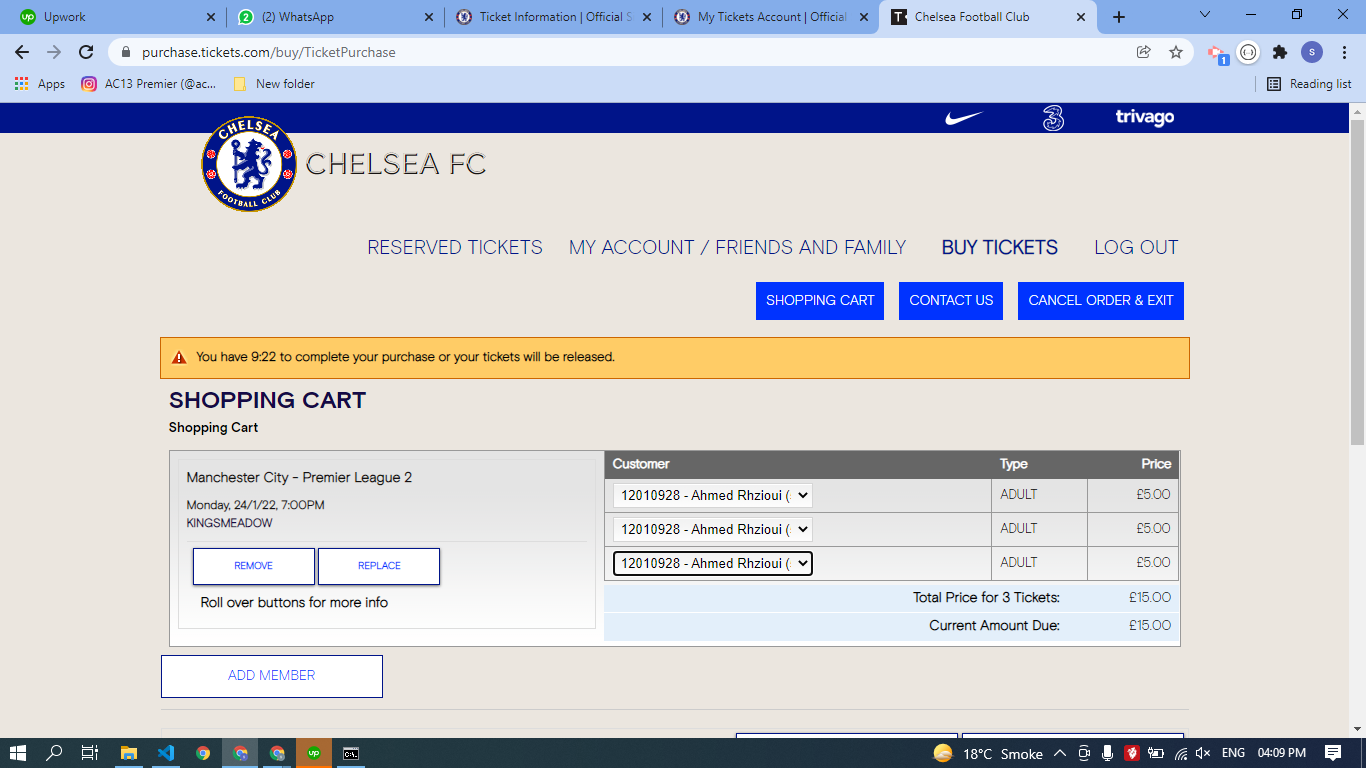 Upwork
(2) WhatsApp
Ticket Information | Official S
My Tickets Account | Official
Chelsea Football Club
purchase.tickets.com/buy/TicketPurchase
1
S
Apps
AC13 Premier (@ac...
New folder
Reading list
CHELSEA
FOOTBALL CLUB
CHELSEA FC
3
trivago
RESERVED TICKETS
MY ACCOUNT / FRIENDS AND FAMILY
BUY TICKETS
LOG OUT
SHOPPING CART
CONTACT US
CANCEL ORDER & EXIT
You have 9:22 to complete your purchase or your tickets will be released.
SHOPPING CART
Shopping Cart
Manchester City - Premier League 2
Monday, 24/1/22, 7:00PM
KINGSMEADOW
REMOVE
REPLACE
Roll over buttons for more info
Customer Type Price
12010928 - Ahmed Rhzioui ( ADULT £5.00
12010928 - Ahmed Rhzioui ( ADULT £5.00
12010928 - Ahmed Rhzioui ( ADULT £5.00
Total Price for 3 Tickets: £15.00
Current Amount Due: £15.00
ADD MEMBER
18°C Smoke
ENG
04:09 PM